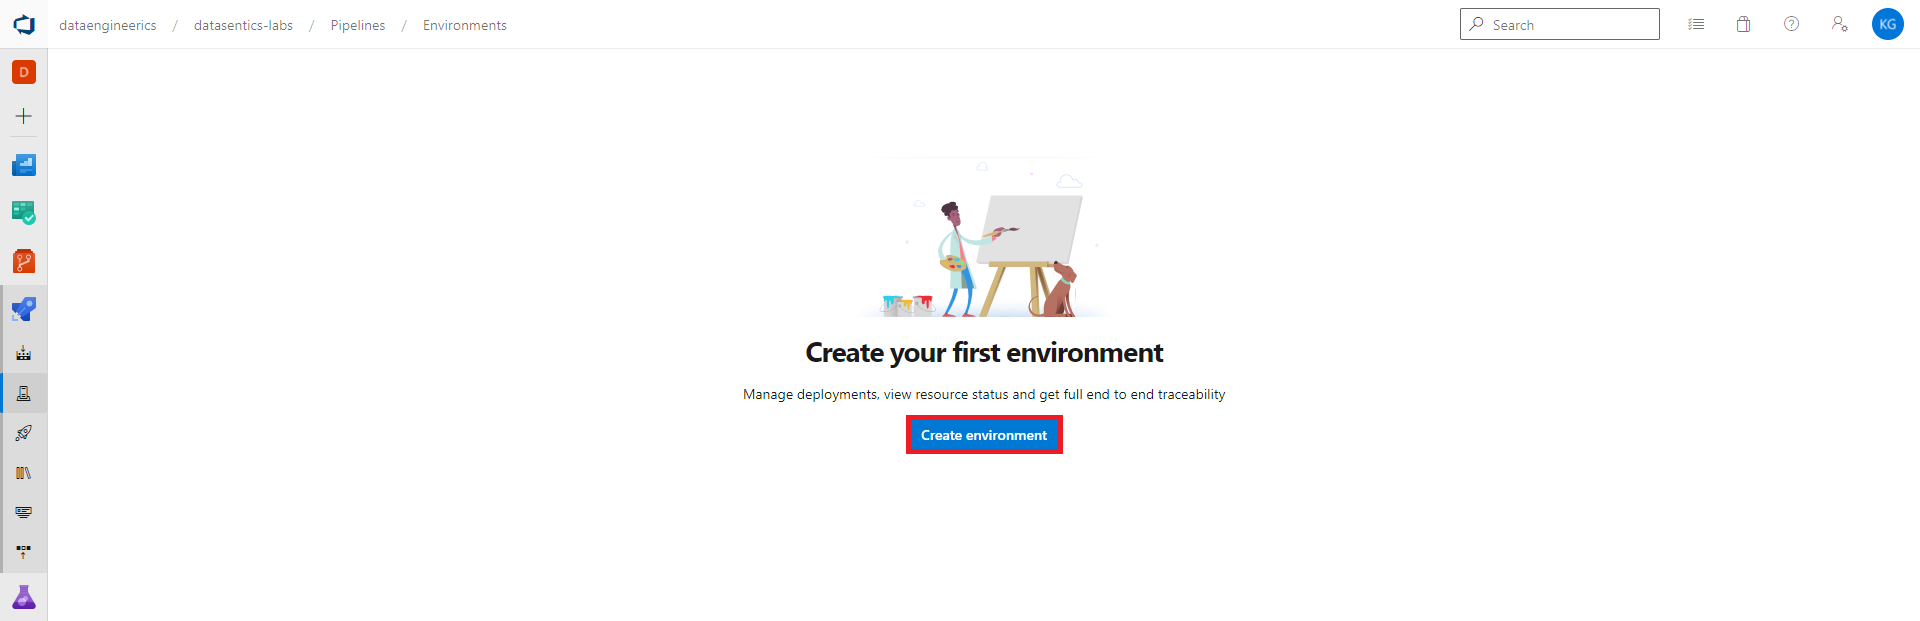 dataengineerics / datasentics-labs / Pipelines / Environments
Search
KG
D
Create your first environment
Manage deployments, view resource status and get full end to end traceability
Create environment